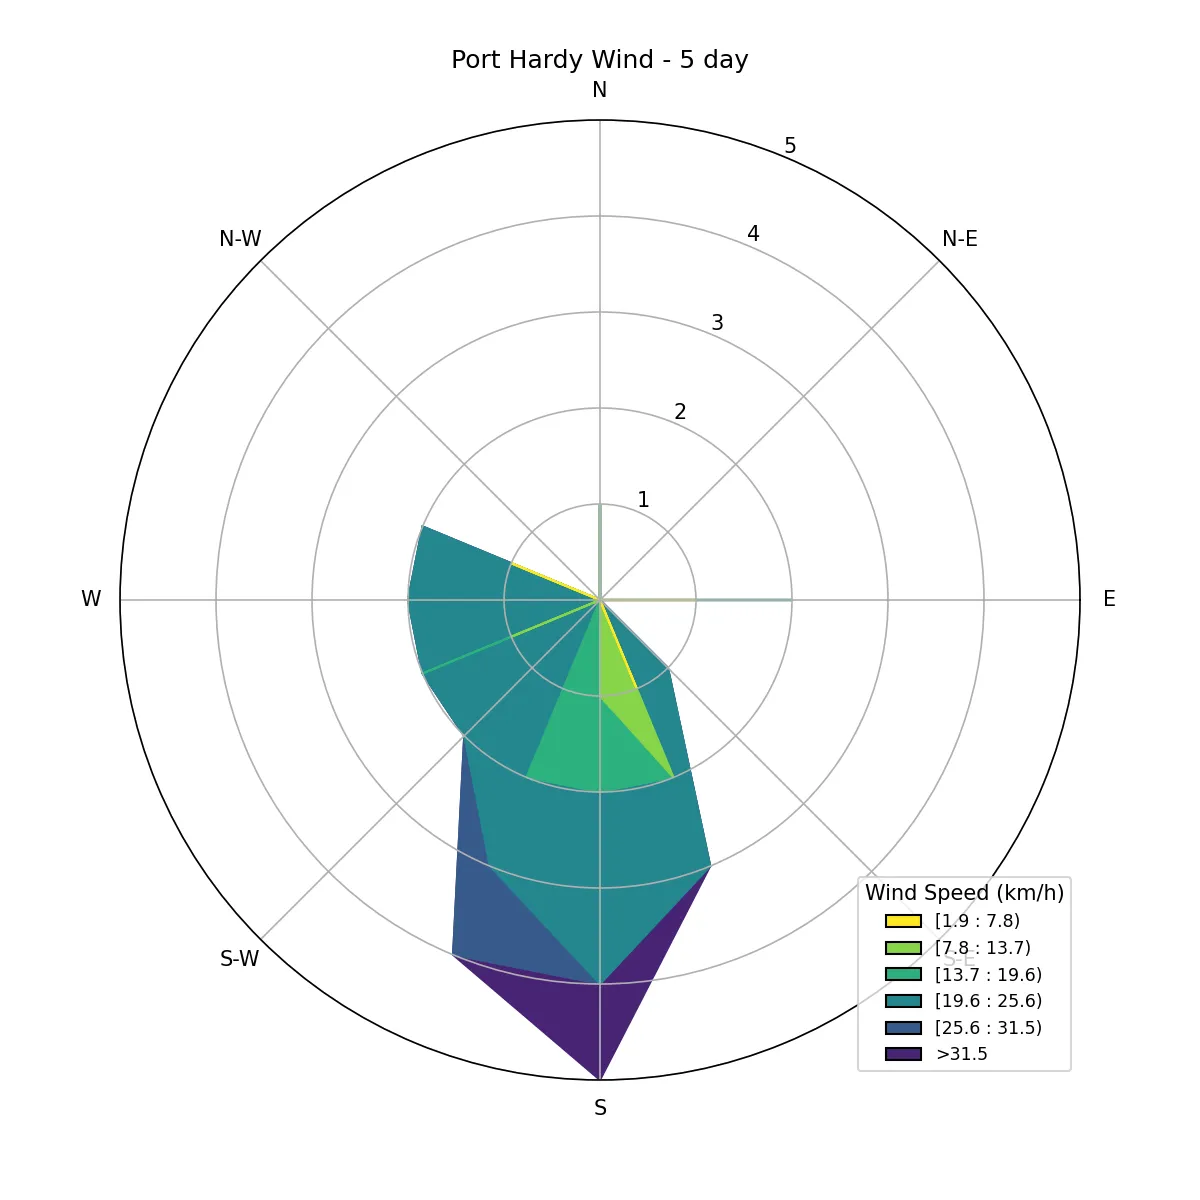 Port Hardy Wind - 5 day
N
5
N-W
N-E
4
3
2
1
W
E
Wind Speed (km/h)
[1.9 : 7.8)
[7.8 : 13.7)
S-W
S-E
[13.7 : 19.6)
[19.6 : 25.6)
[25.6 : 31.5)
>31.5
S